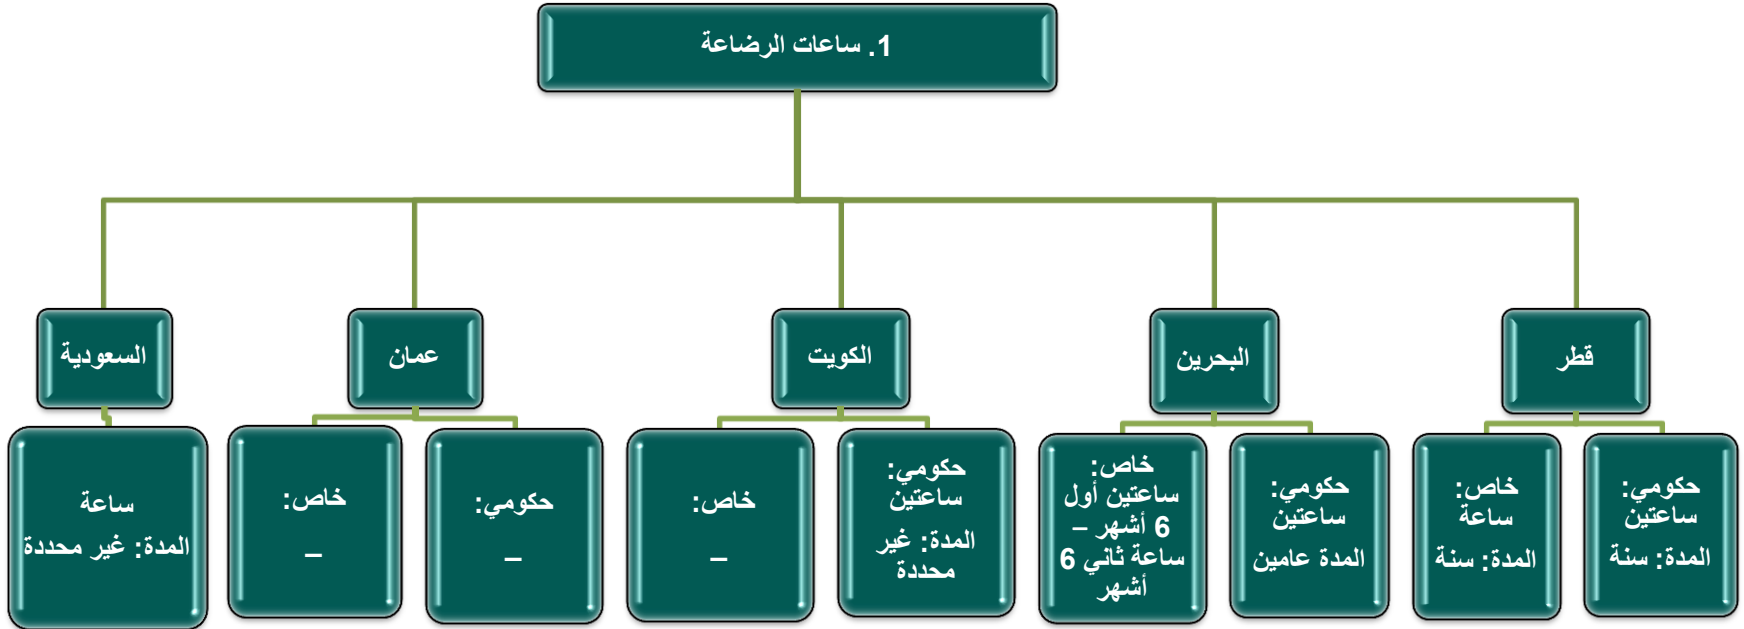 1. ساعات الرضاعة
قطر
البحرين
الكويت
عمان
السعودية
حكومي:
ساعتين
المدة: سنة
خاص:
ساعة
المدة: سنة
حكومي:
ساعتين
المدة عامين
خاص:
ساعتين أول
6 أشهر –
ساعة ثاني 6
أشهر
حكومي:
ساعتين
المدة: غير
محددة
خاص:
–
حكومي:
–
خاص:
–
ساعة
المدة: غير محددة